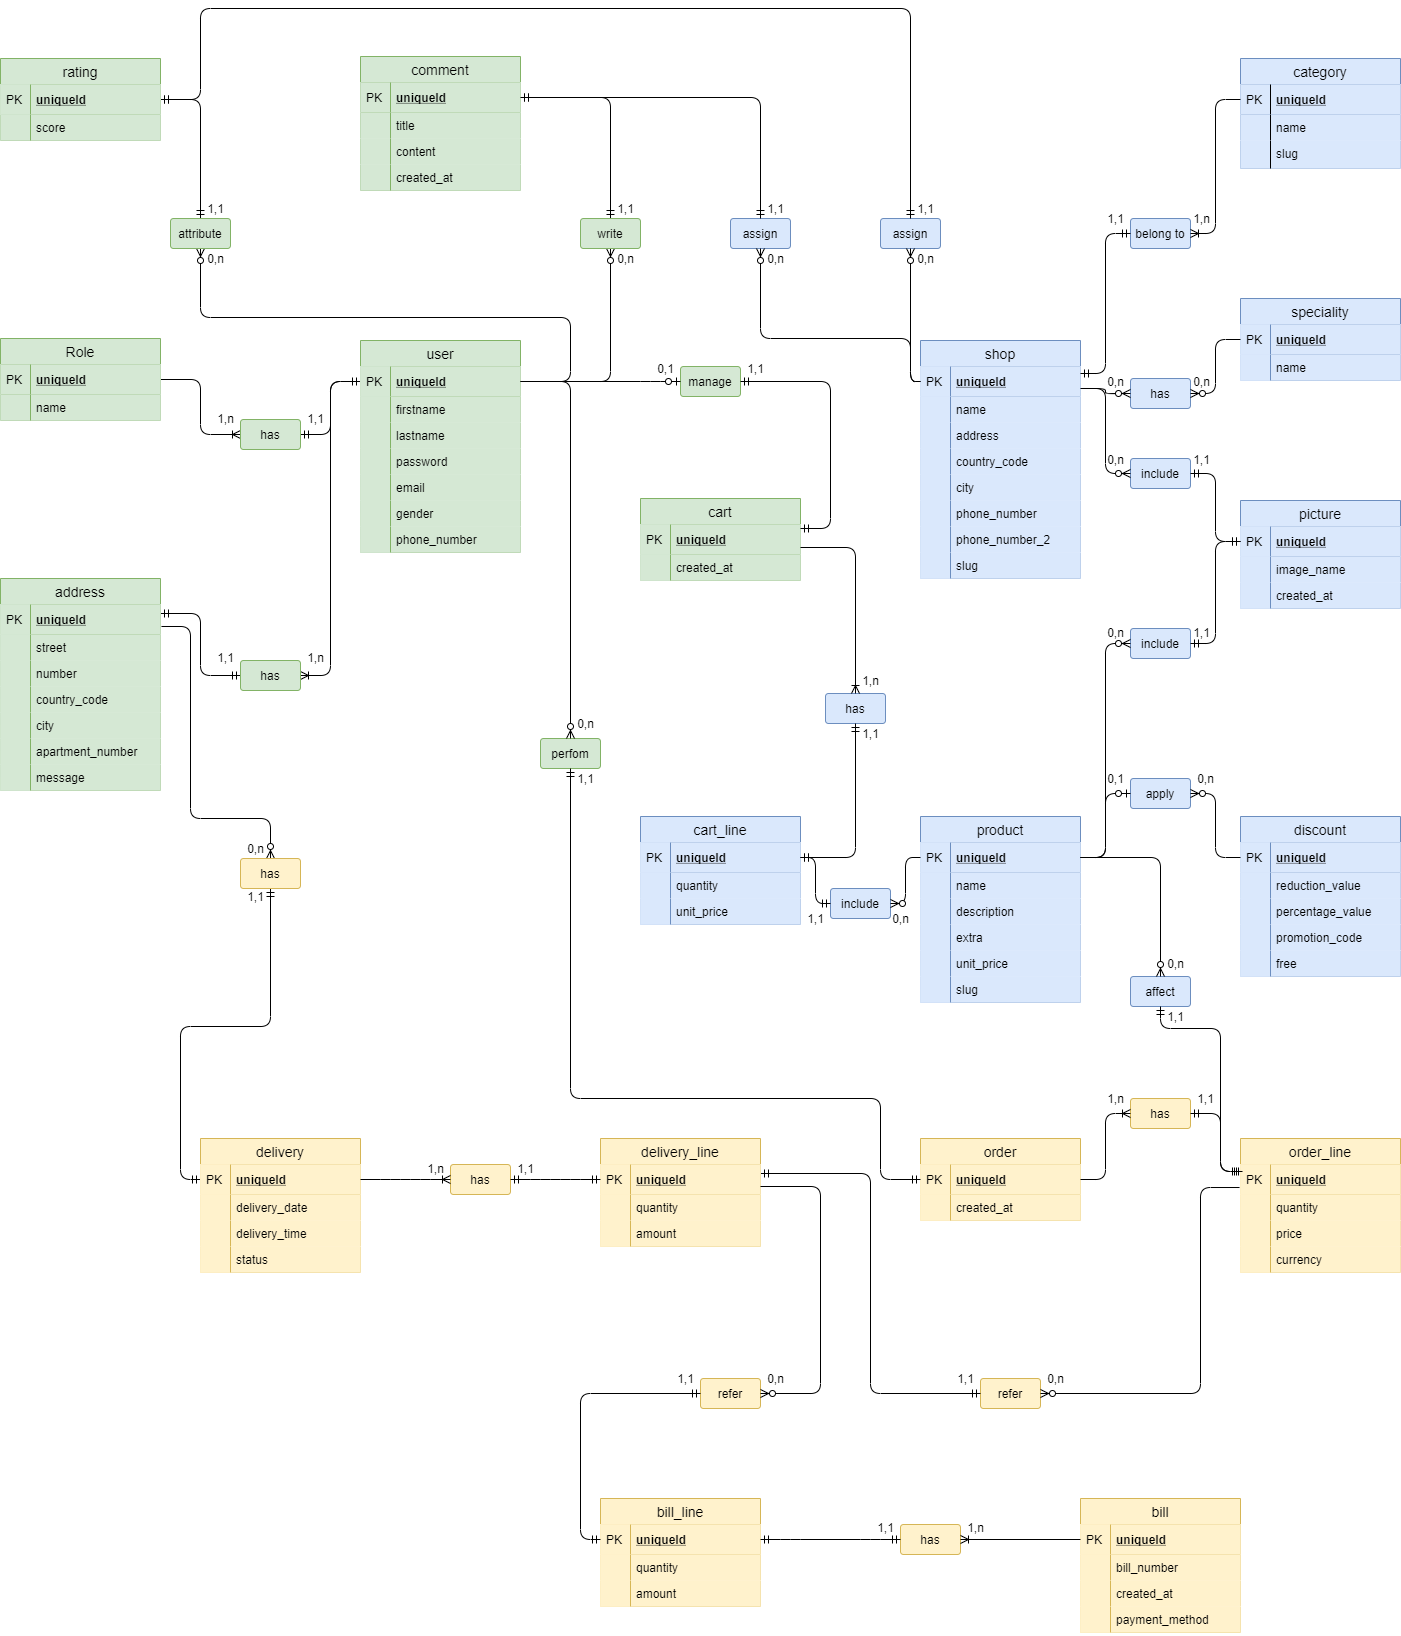 rating
PK uniqueId
score
comment
PK uniqueId
title
content
created_at
category
PK uniqueId
name
slug
1,1
attribute
0,n
1,1
write
0,n
1,1
assign
0,n
1,1
assign
0,n
1,1
belong to
1,n
Role
PK uniqueId
name
1,n
has
1,1
user
PK uniqueId
firstname
lastname
password
email
gender
phone_number
0,1
manage
1,1
shop
PK uniqueId
name
address
country_code
city
phone_number
phone_number_2
slug
speciality
PK uniqueId
name
0,n
has
0,n
0,n
include
1,1
cart
PK uniqueId
created_at
picture
PK uniqueId
image_name
created_at
address
PK uniqueId
street
number
country_code
city
apartment_number
message
1,1
has
1,n
0,n
include
1,1
1,n
has
1,1
0,n
perfom
1,1
0,1
apply
0,n
cart_line
PK uniqueId
quantity
unit_price
1,1
include
0,n
product
PK uniqueId
name
description
extra
unit_price
slug
discount
PK uniqueId
reduction_value
percentage_value
promotion_code
free
0,n
has
1,1
0,n
affect
1,1
1,n
has
1,1
delivery
PK uniqueId
delivery_date
delivery_time
status
1,n
has
1,1
delivery_line
PK uniqueId
quantity
amount
order
PK uniqueId
created_at
order_line
PK uniqueId
quantity
price
currency
1,1
refer
0,n
1,1
refer
0,n
bill_line
PK uniqueId
quantity
amount
1,1
has
1,n
bill
PK uniqueId
bill_number
created_at
payment_method